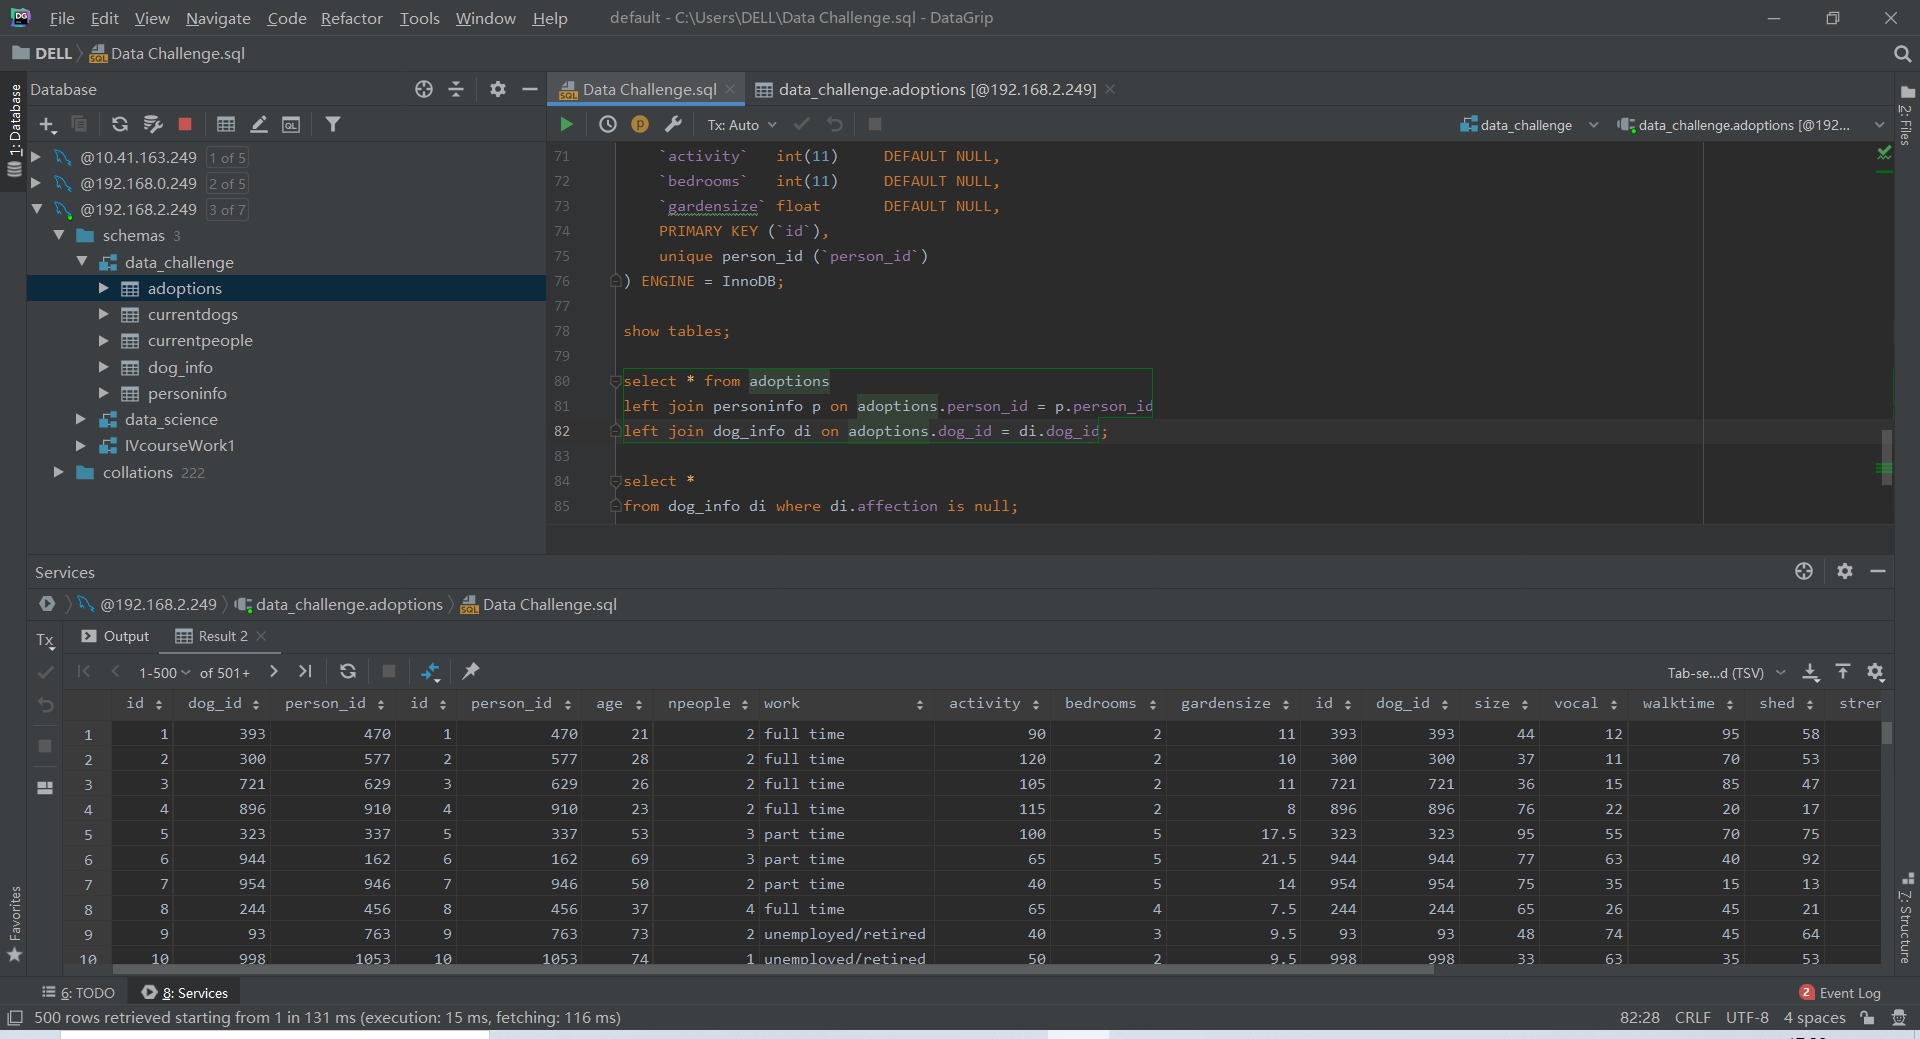 File Edit View Navigate Code Refactor Tools Window Help default - C:\Users\DELL\Data Challenge.sql - DataGrip
DELL Data Challenge.sql
Database
Data Challenge.sql data_challenge.adoptions [@192.168.2.249]
Tx: Auto data_challenge data_challenge.adoptions [@192...
1: Database
2: Files
@10.41.163.249 1 of 5
@192.168.0.249 2 of 5
@192.168.2.249 3 of 7
schemas 3
data_challenge
adoptions
currentdogs
currentpeople
dog_info
personinfo
data_science
IVcourseWork1
collations 222
71 `activity` int(11) DEFAULT NULL,
72 `bedrooms` int(11) DEFAULT NULL,
73 `gardensize` float DEFAULT NULL,
74 PRIMARY KEY (`id`),
75 unique person_id (`person_id`)
76 ) ENGINE = InnoDB;
77
78 show tables;
79
80 select * from adoptions
81 left join personinfo p on adoptions.person_id = p.person_id
82 left join dog_info di on adoptions.dog_id = di.dog_id;
83
84 select *
85 from dog_info di where di.affection is null;
Services
@192.168.2.249 data_challenge.adoptions Data Challenge.sql
Tx Output Result 2
1-500 of 501+ Tab-se...d (TSV)
id dog_id person_id id person_id age npeople work activity bedrooms gardensize id dog_id size vocal walktime shed strer
1 1 393 470 1 470 21 2 full time 90 2 11 393 393 44 12 95 58
2 2 300 577 2 577 28 2 full time 120 2 10 300 300 37 11 70 53
3 3 721 629 3 629 26 2 full time 105 2 11 721 721 36 15 85 47
4 4 896 910 4 910 23 2 full time 115 2 8 896 896 76 22 20 17
5 5 323 337 5 337 53 3 part time 100 5 17.5 323 323 95 55 70 75
6 6 944 162 6 162 69 3 part time 65 5 21.5 944 944 77 63 40 92
7 7 954 946 7 946 50 2 part time 40 5 14 954 954 75 35 15 13
8 8 244 456 8 456 37 4 full time 65 4 7.5 244 244 65 26 45 21
9 9 93 763 9 763 73 2 unemployed/retired 40 3 9.5 93 93 48 74 45 64
10 10 998 1053 10 1053 74 1 unemployed/retired 50 2 9.5 998 998 33 63 35 53
Favorites
7: Structure
6: TODO 8: Services 2 Event Log
500 rows retrieved starting from 1 in 131 ms (execution: 15 ms, fetching: 116 ms) 82:28 CRLF UTF-8 4 spaces